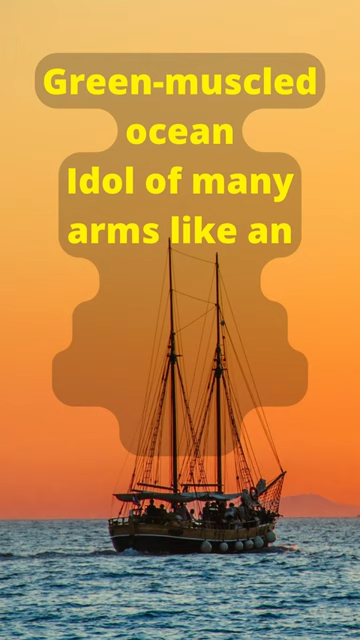 Green-muscled
ocean
Idol of many
arms like an